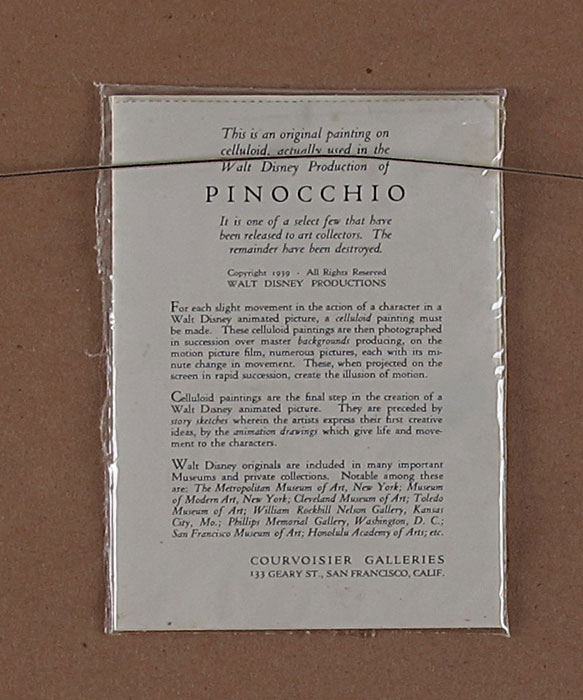 This is an original painting on
celluloid, actually used in the
Walt Disney Production of
PINOCCHIO
It is one of a select few that have
been released to art collectors. The
remainder have been destroyed.
Copyright 1939 - All Rights Reserved
WALT DISNEY PRODUCTIONS
For each slight movement in the action of a character in a
Walt Disney animated picture, a celluloid painting must
be made. These celluloid paintings are then photographed
in succession over master backgrounds producing, on the
motion picture film, numerous pictures, each with its mi-
nute change in movement. These, when projected on the
screen in rapid succession, create the illusion of motion.
Celluloid paintings are the final step in the creation of a
Walt Disney animated picture. They are preceded by
story sketches wherein the artists express their first creative
ideas, by the animation drawings which give life and move-
ment to the characters.
Walt Disney originals are included in many important
Museums and private collections. Notable among these
are: The Metropolitan Museum of Art, New York; Museum
of Modern Art, New York; Cleveland Museum of Art; Toledo
Museum of Art; William Rockhill Nelson Gallery, Kansas
City, Mo.; Phillips Memorial Gallery, Washington, D. C.;
San Francisco Museum of Art; Honolulu Academy of Arts; etc.
COURVOISIER GALLERIES
133 GEARY ST., SAN FRANCISCO, CALIF.